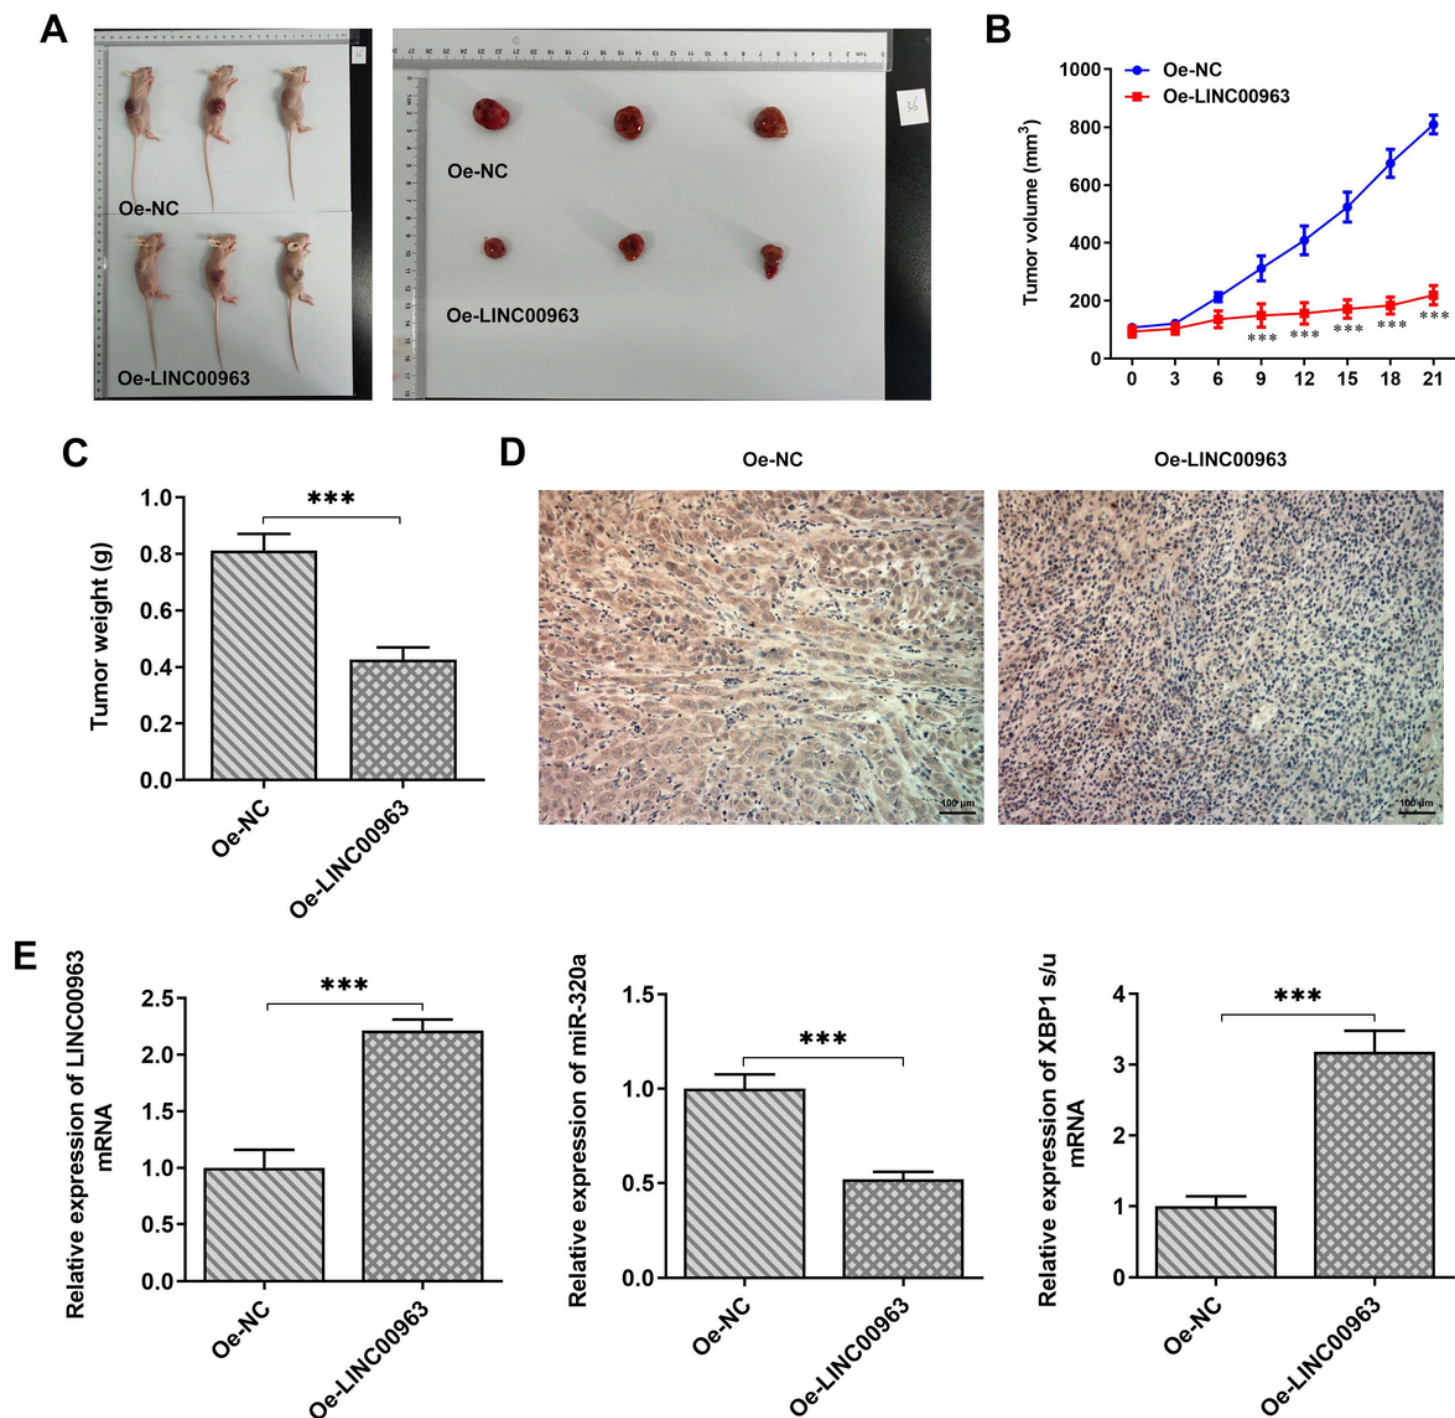 A
Oe-NC
Oe-LINC00963
36
Oe-NC
Oe-LINC00963
B
Oe-NC
Oe-LINC00963
Tumor volume (mm³)
1000
800
600
400
200
0
*** *** *** *** ***
0 3 6 9 12 15 18 21
C
Tumor weight (g)
1.0
0.8
0.6
0.4
0.2
0.0
***
Oe-NC
Oe-LINC00963
D
Oe-NC
Oe-LINC00963
100 μm
100 μm
E
Relative expression of LINC00963
mRNA
2.5
2.0
1.5
1.0
0.5
0.0
***
Oe-NC
Oe-LINC00963
Relative expression of miR-320a
1.5
1.0
0.5
0.0
***
Oe-NC
Oe-LINC00963
Relative expression of XBP1 s/u
mRNA
4
3
2
1
0
***
Oe-NC
Oe-LINC00963